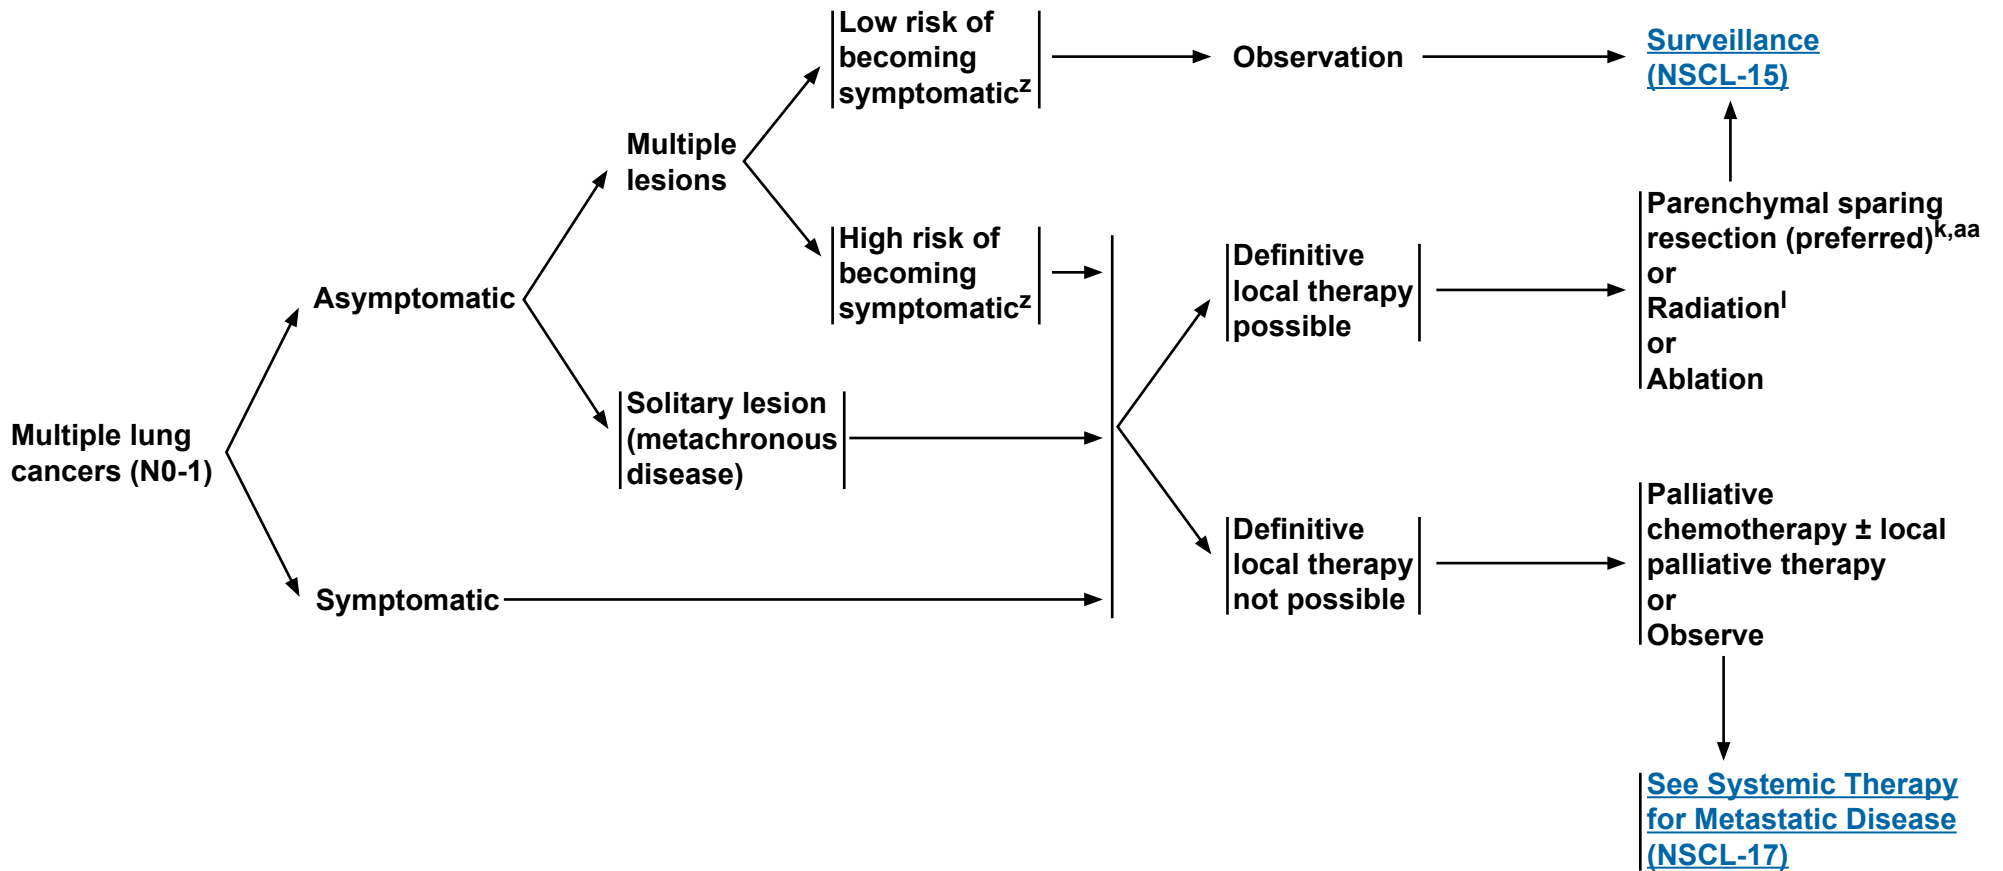 Multiple lung
cancers (N0-1)
Asymptomatic
Symptomatic
Multiple
lesions
Solitary lesion
(metachronous
disease)
Low risk of
becoming
symptomaticᶻ
High risk of
becoming
symptomaticᶻ
Observation
Definitive
local therapy
possible
Definitive
local therapy
not possible
Surveillance
(NSCL-15)
Parenchymal sparing
resection (preferred)ᵏ,ᵃᵃ
or
Radiationˡ
or
Ablation
Palliative
chemotherapy ± local
palliative therapy
or
Observe
See Systemic Therapy
for Metastatic Disease
(NSCL-17)